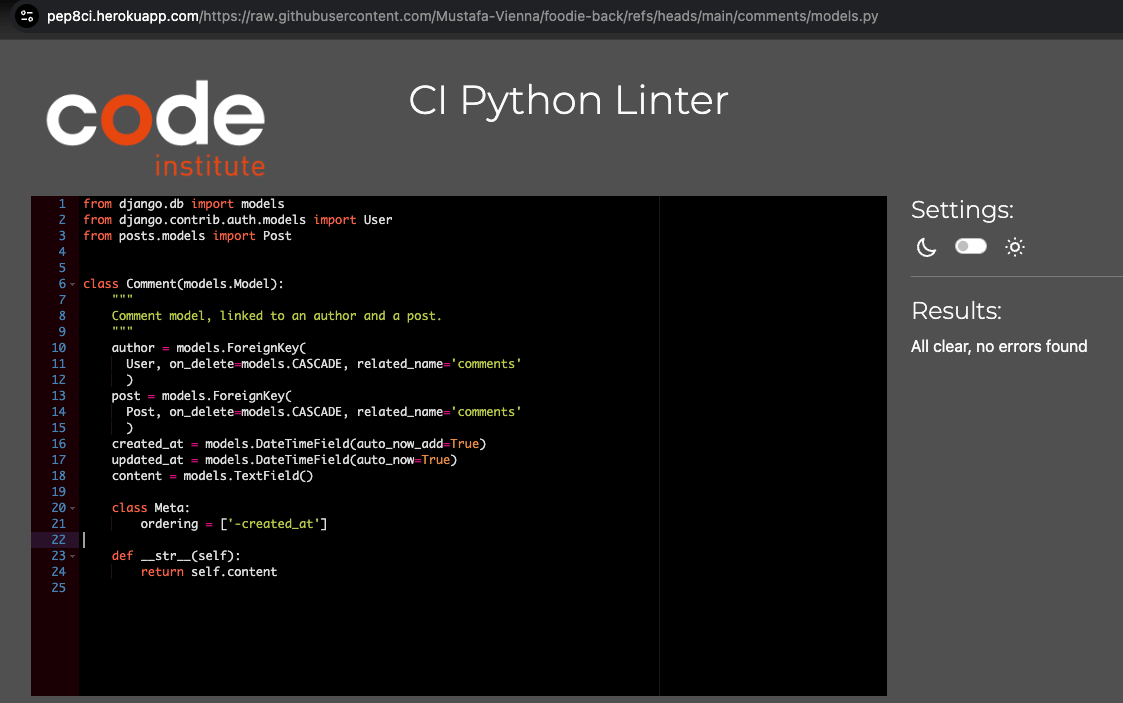 pep8ci.herokuapp.com/https://raw.githubusercontent.com/Mustafa-Vienna/foodie-back/refs/heads/main/comments/models.py
code
institute
CI Python Linter
1 from django.db import models
2 from django.contrib.auth.models import User
3 from posts.models import Post
4
5
6 class Comment(models.Model):
7     """
8     Comment model, linked to an author and a post.
9     """
10     author = models.ForeignKey(
11       User, on_delete=models.CASCADE, related_name='comments'
12       )
13     post = models.ForeignKey(
14       Post, on_delete=models.CASCADE, related_name='comments'
15       )
16     created_at = models.DateTimeField(auto_now_add=True)
17     updated_at = models.DateTimeField(auto_now=True)
18     content = models.TextField()
19
20     class Meta:
21         ordering = ['-created_at']
22
23     def __str__(self):
24         return self.content
25
Settings:
Results:
All clear, no errors found